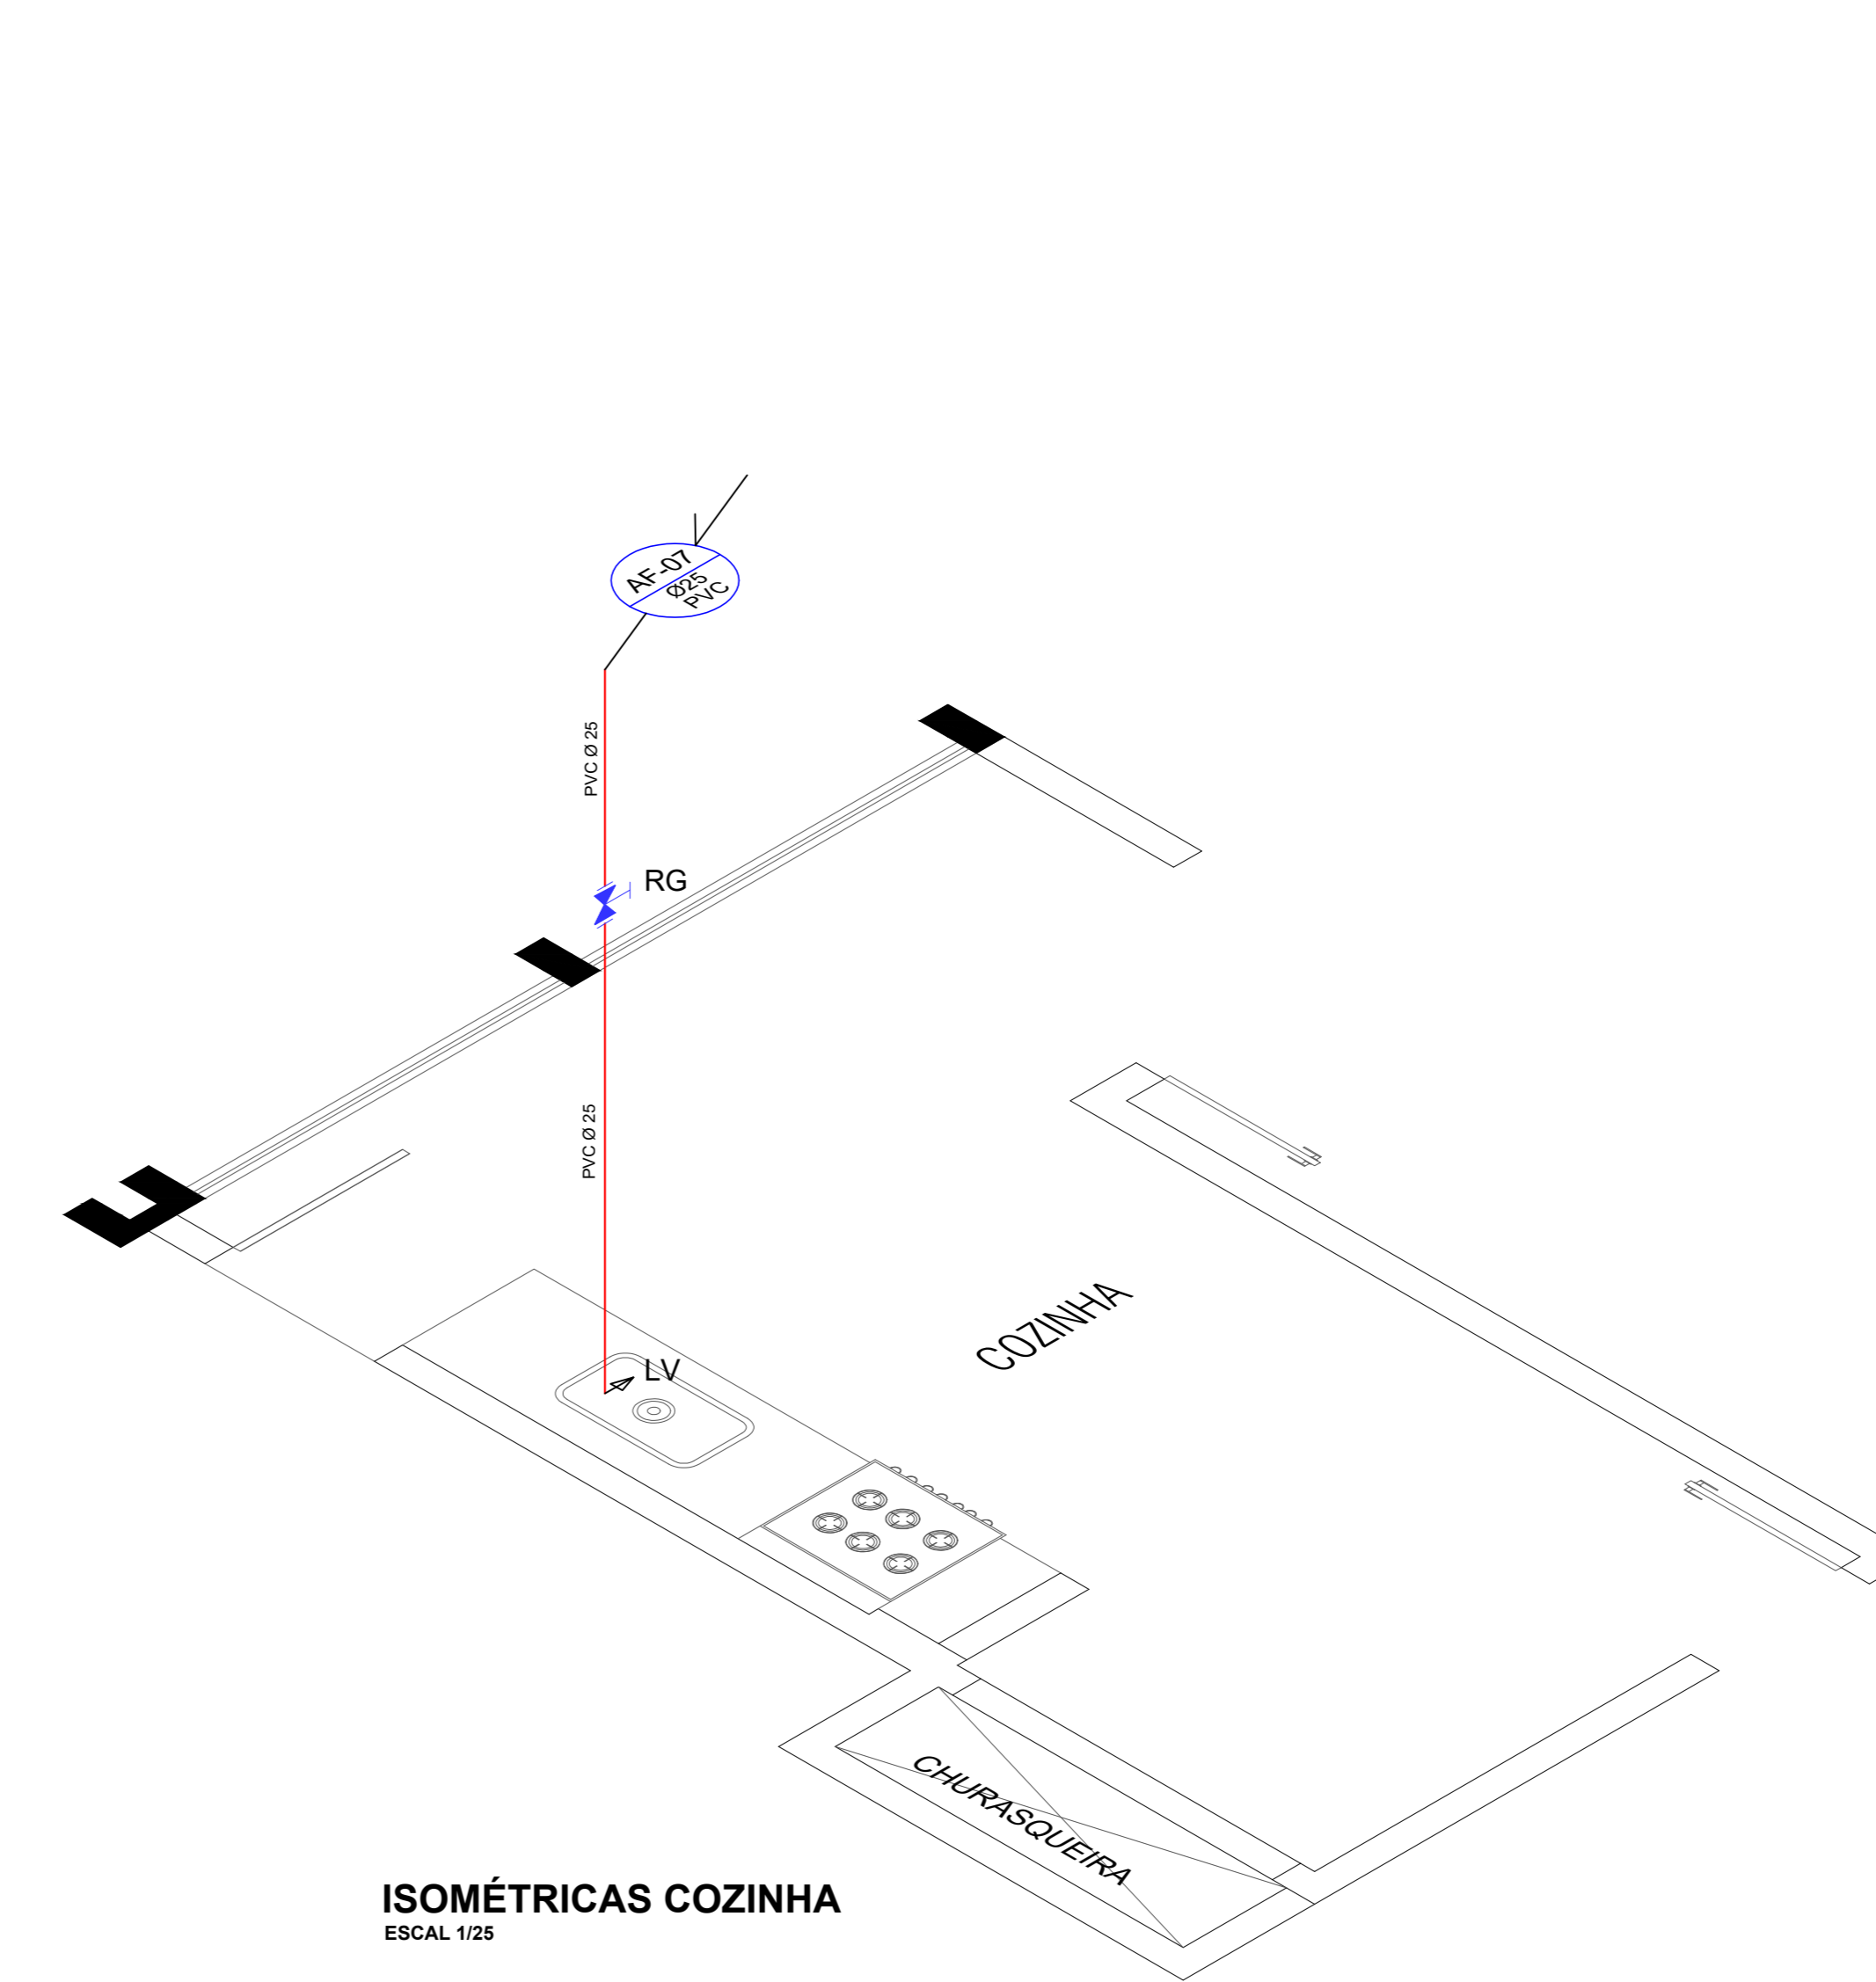 AF-07
Ø25
PVC
PVC Ø 25
RG
PVC Ø 25
COZINHA
LV
CHURASQUEIRA
ISOMÉTRICAS COZINHA
ESCAL 1/25